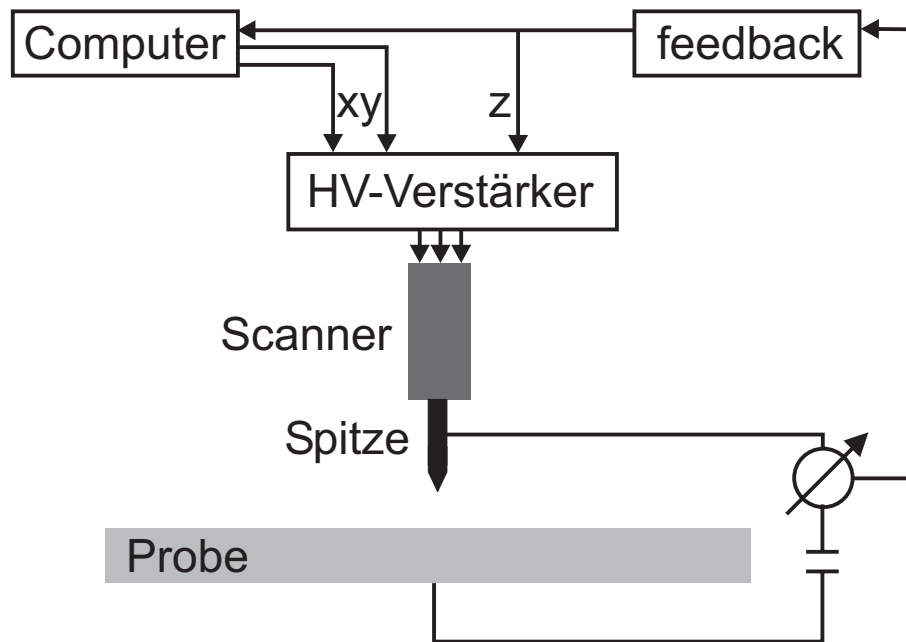 Computer
feedback
xy
z
HV-Verstärker
Scanner
Spitze
Probe